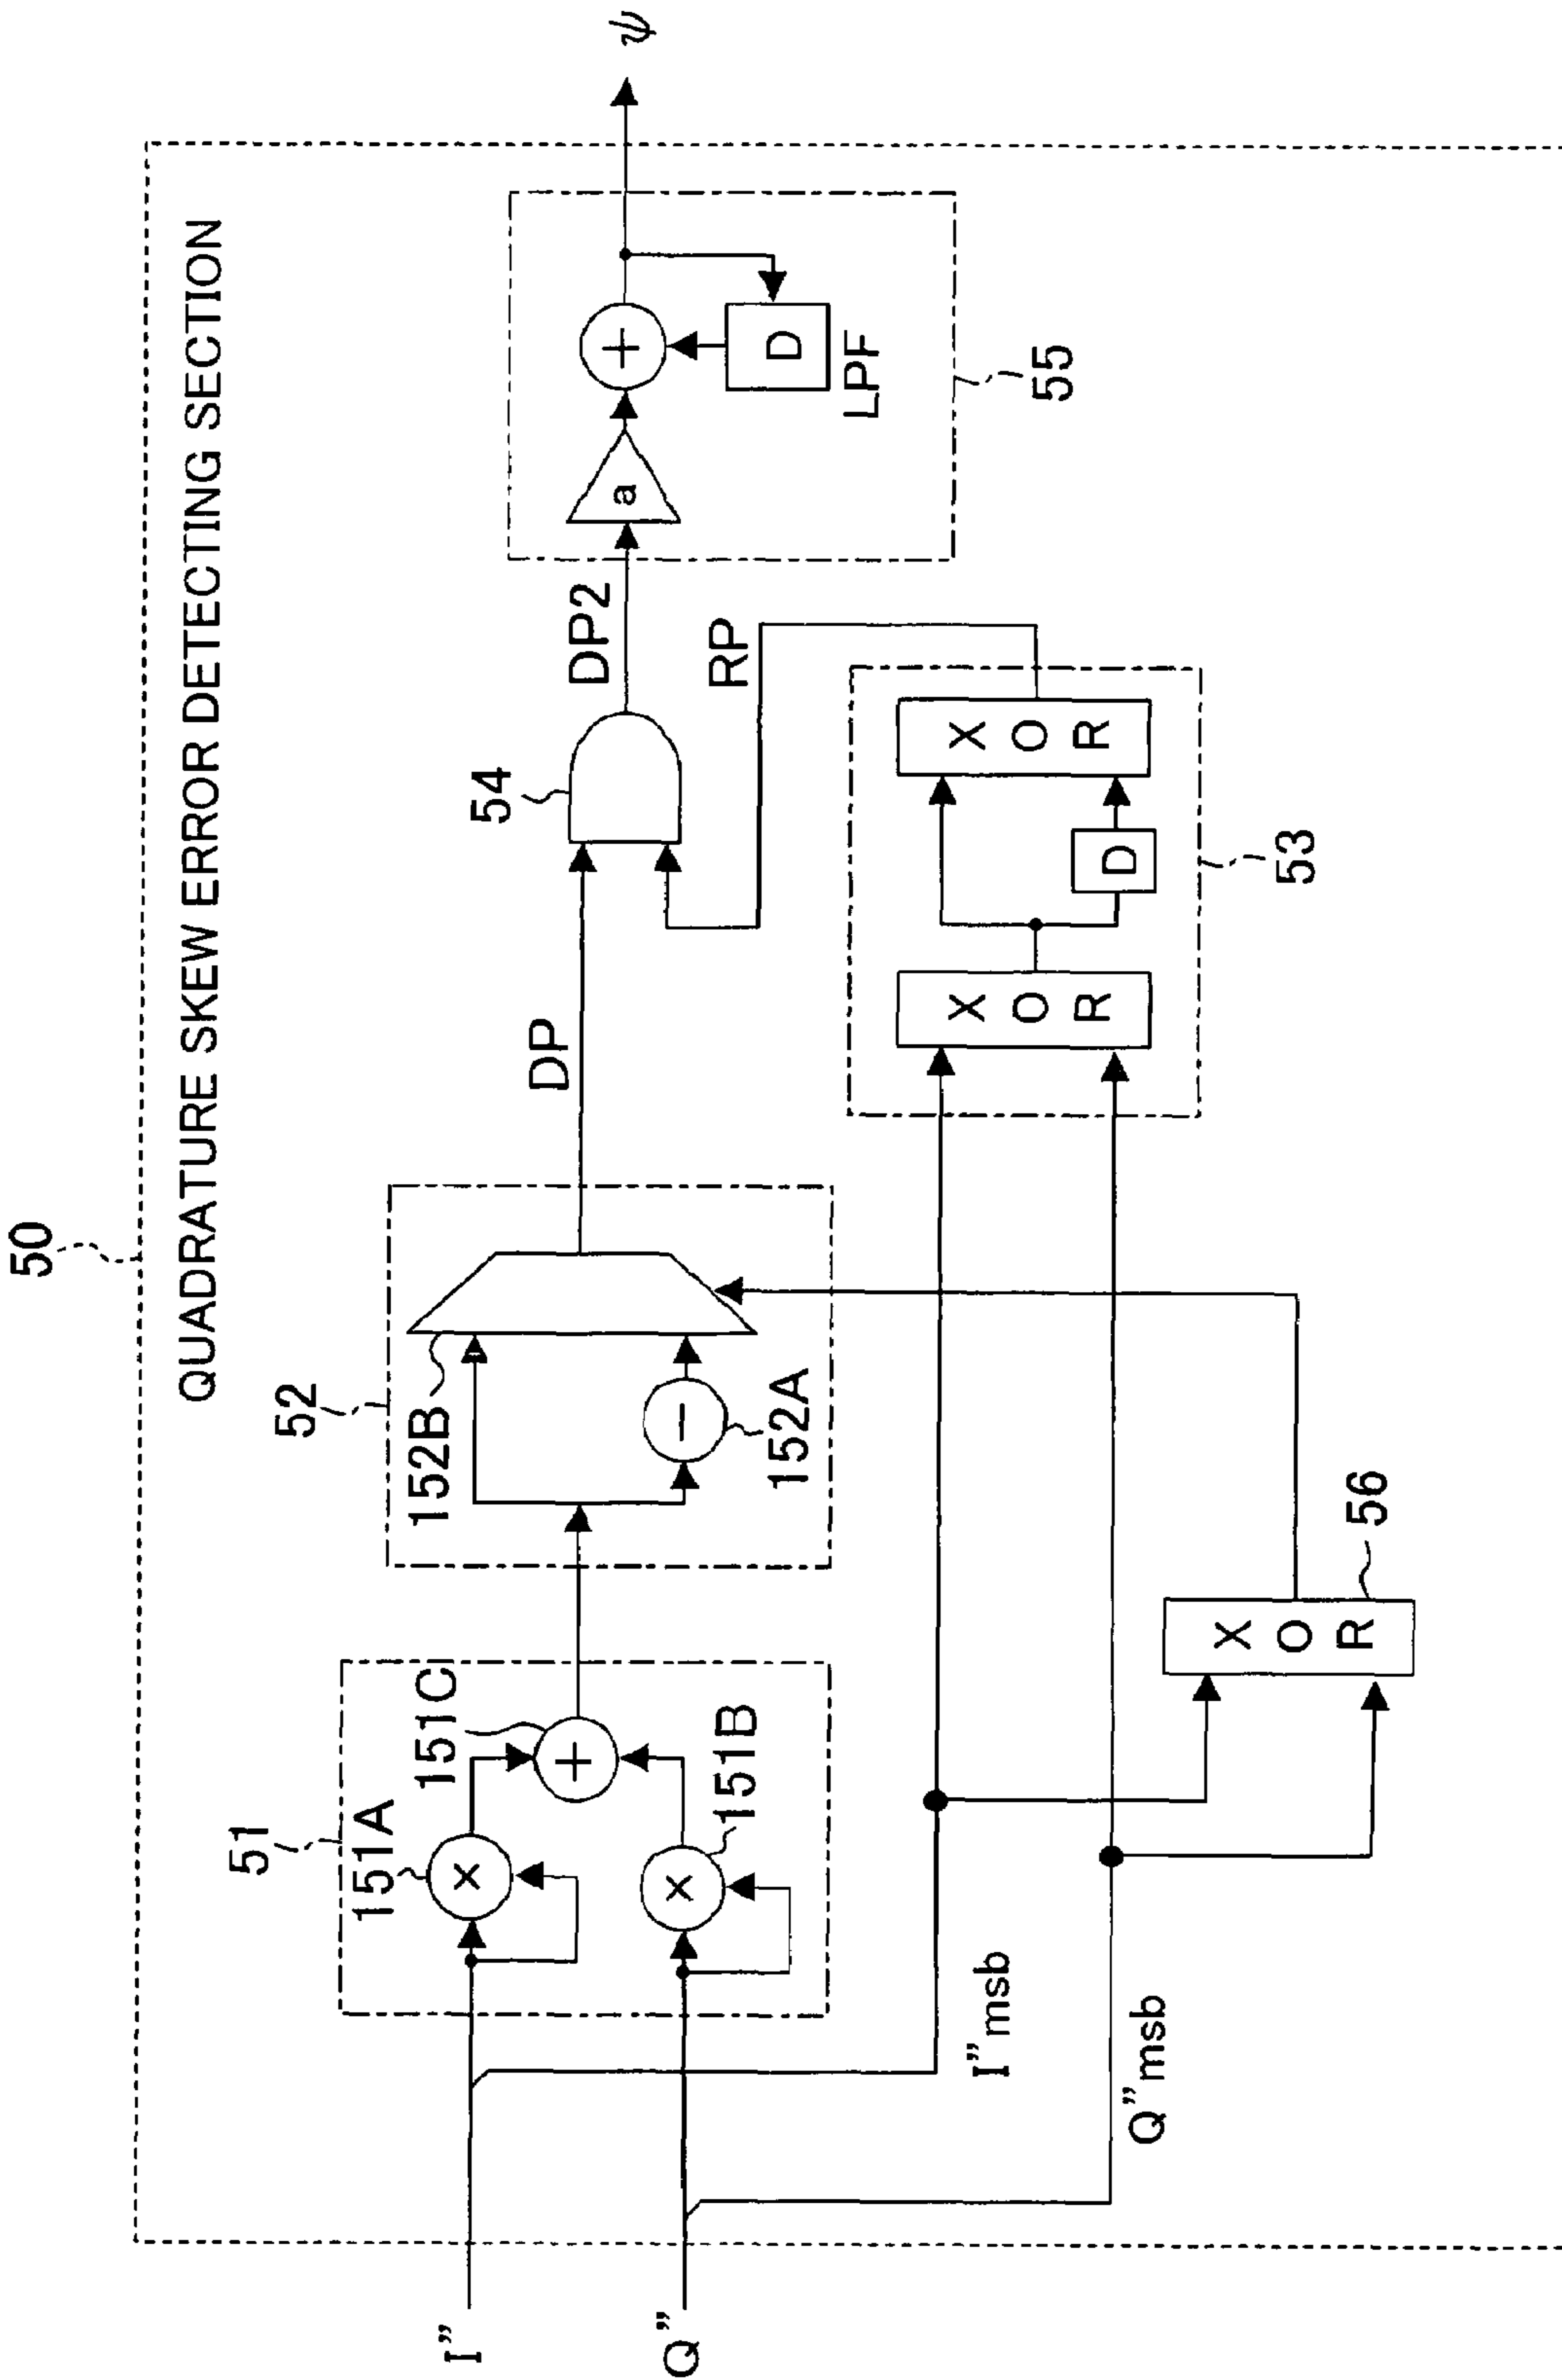 50
QUADRATURE SKEW ERROR DETECTING SECTION
51
151A
×
151C
+
151B
×
52
152B
−
152A
DP
54
DP2
RP
a
+
D
LPF
55
ψ
I”
Q”
I”msb
Q”msb
XOR
56
XOR
D
XOR
53